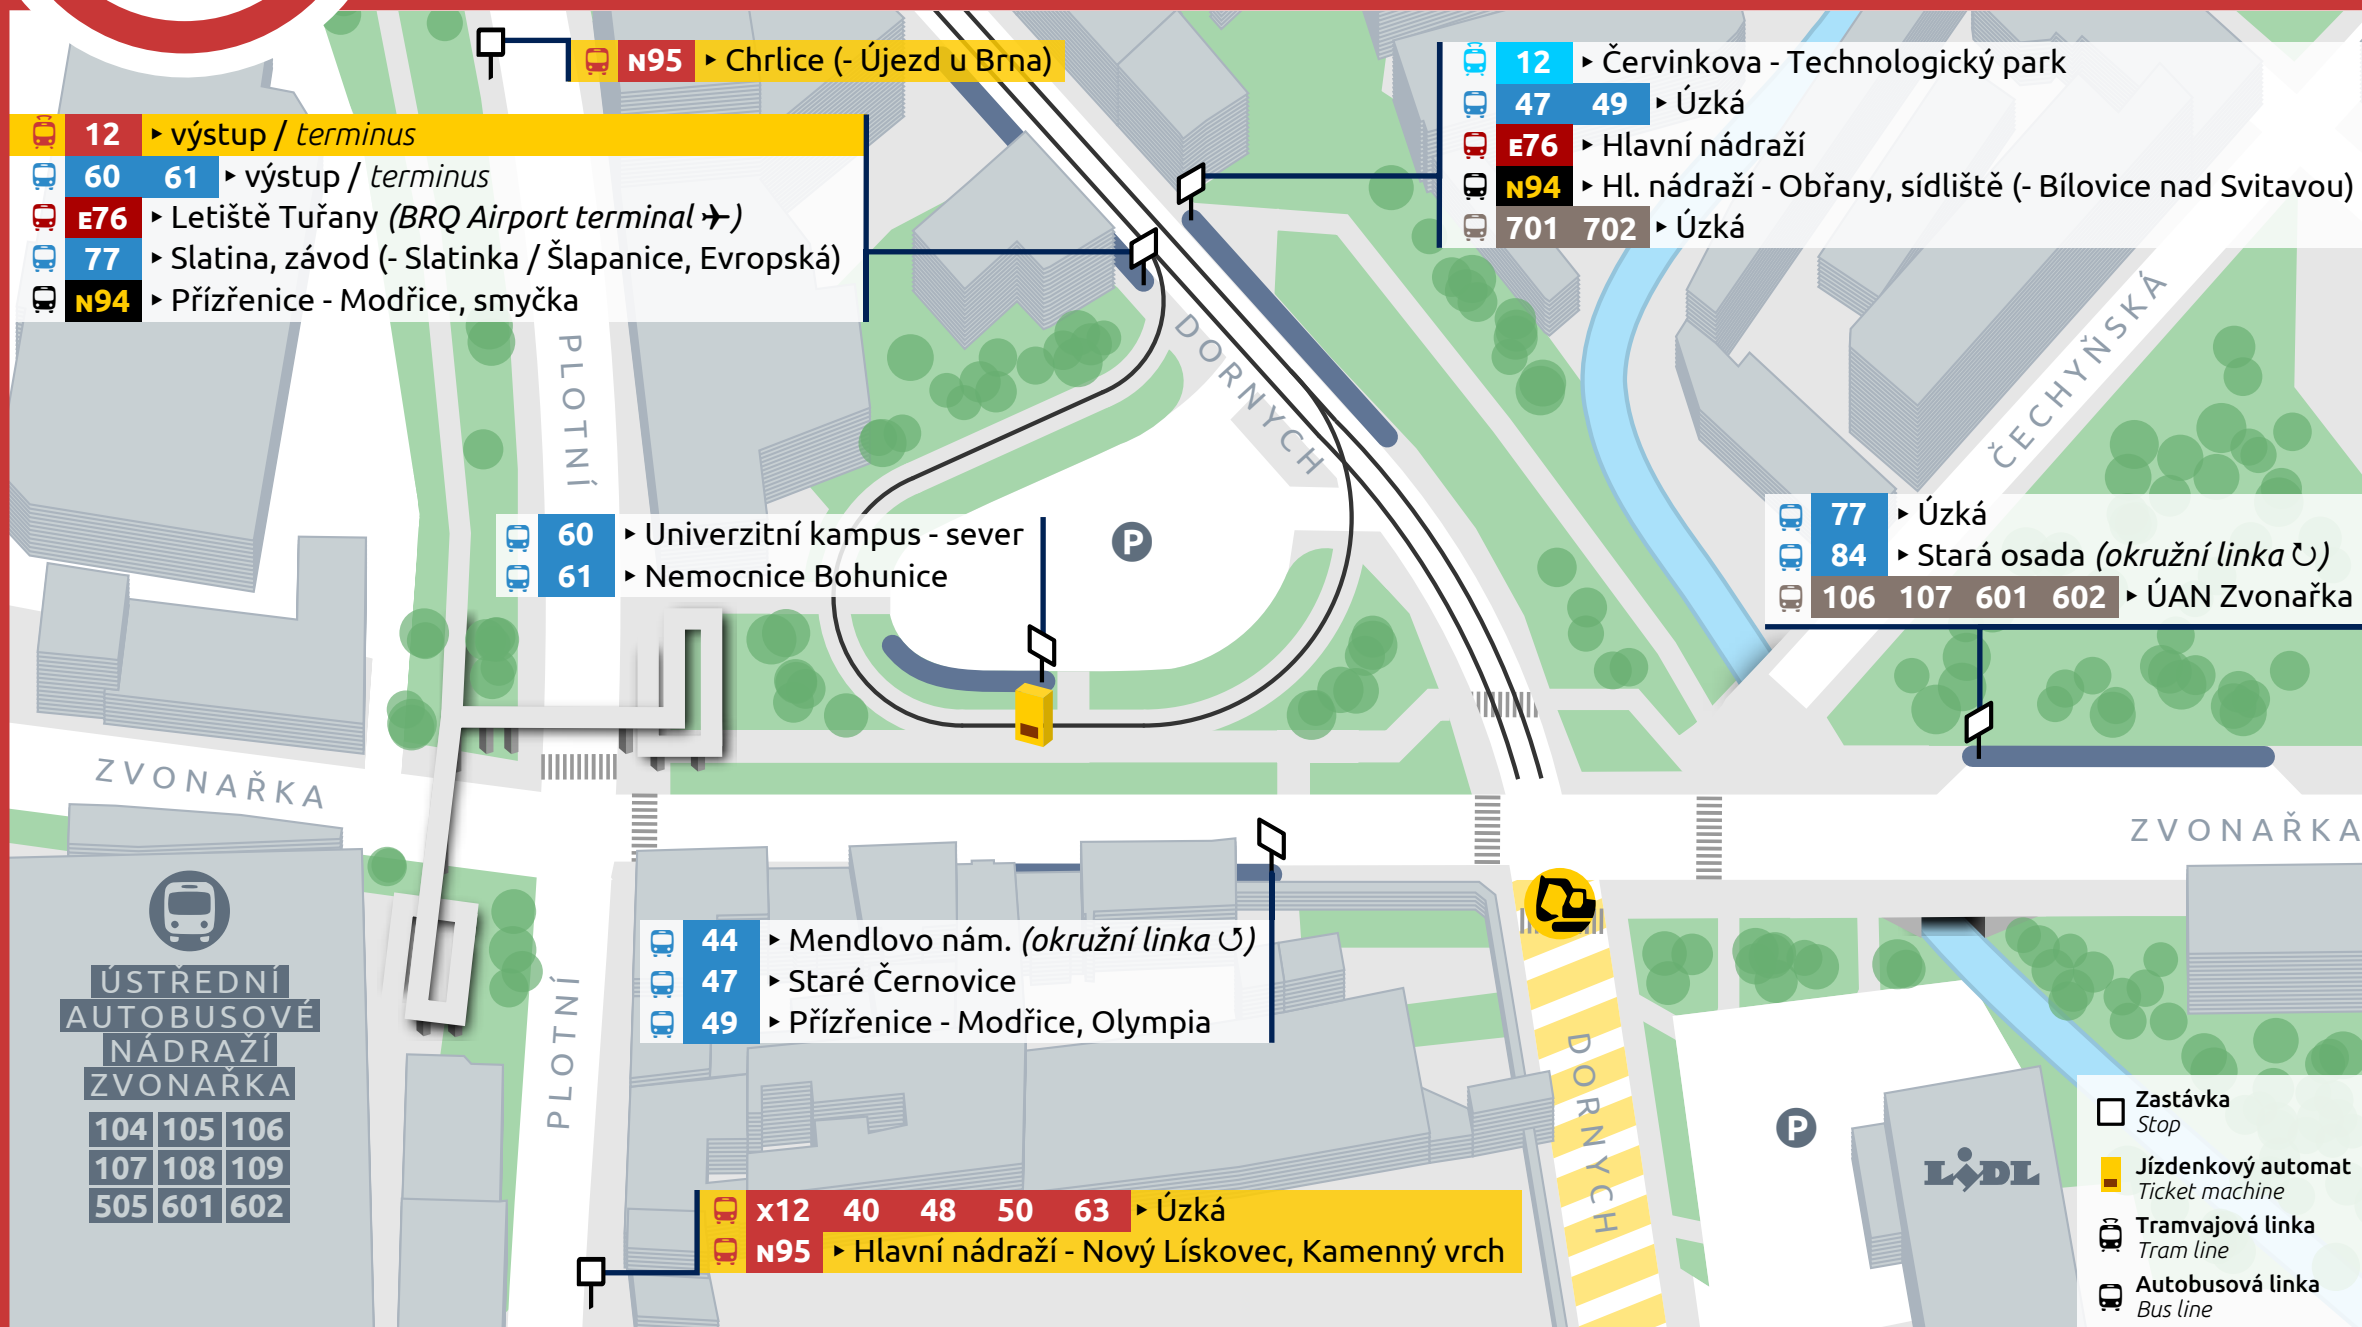 N95 ▸ Chrlice (- Újezd u Brna)
12 ▸ výstup / terminus
60 61 ▸ výstup / terminus
E76 ▸ Letiště Tuřany (BRQ Airport terminal ✈)
77 ▸ Slatina, závod (- Slatinka / Šlapanice, Evropská)
N94 ▸ Přízřenice - Modřice, smyčka
12 ▸ Červinkova - Technologický park
47 49 ▸ Úzká
E76 ▸ Hlavní nádraží
N94 ▸ Hl. nádraží - Obřany, sídliště (- Bílovice nad Svitavou)
701 702 ▸ Úzká
PLOTNÍ
DORNYCH
ČECHYŇSKÁ
60 ▸ Univerzitní kampus - sever
61 ▸ Nemocnice Bohunice
P
77 ▸ Úzká
84 ▸ Stará osada (okružní linka ↻)
106 107 601 602 ▸ ÚAN Zvonařka
ZVONAŘKA
ZVONAŘKA
44 ▸ Mendlovo nám. (okružní linka ↺)
47 ▸ Staré Černovice
49 ▸ Přízřenice - Modřice, Olympia
ÚSTŘEDNÍ
AUTOBUSOVÉ
NÁDRAŽÍ
ZVONAŘKA
104 105 106
107 108 109
505 601 602
PLOTNÍ
DORNYCH
P
LIDL
x12 40 48 50 63 ▸ Úzká
N95 ▸ Hlavní nádraží - Nový Lískovec, Kamenný vrch
Zastávka
Stop
Jízdenkový automat
Ticket machine
Tramvajová linka
Tram line
Autobusová linka
Bus line